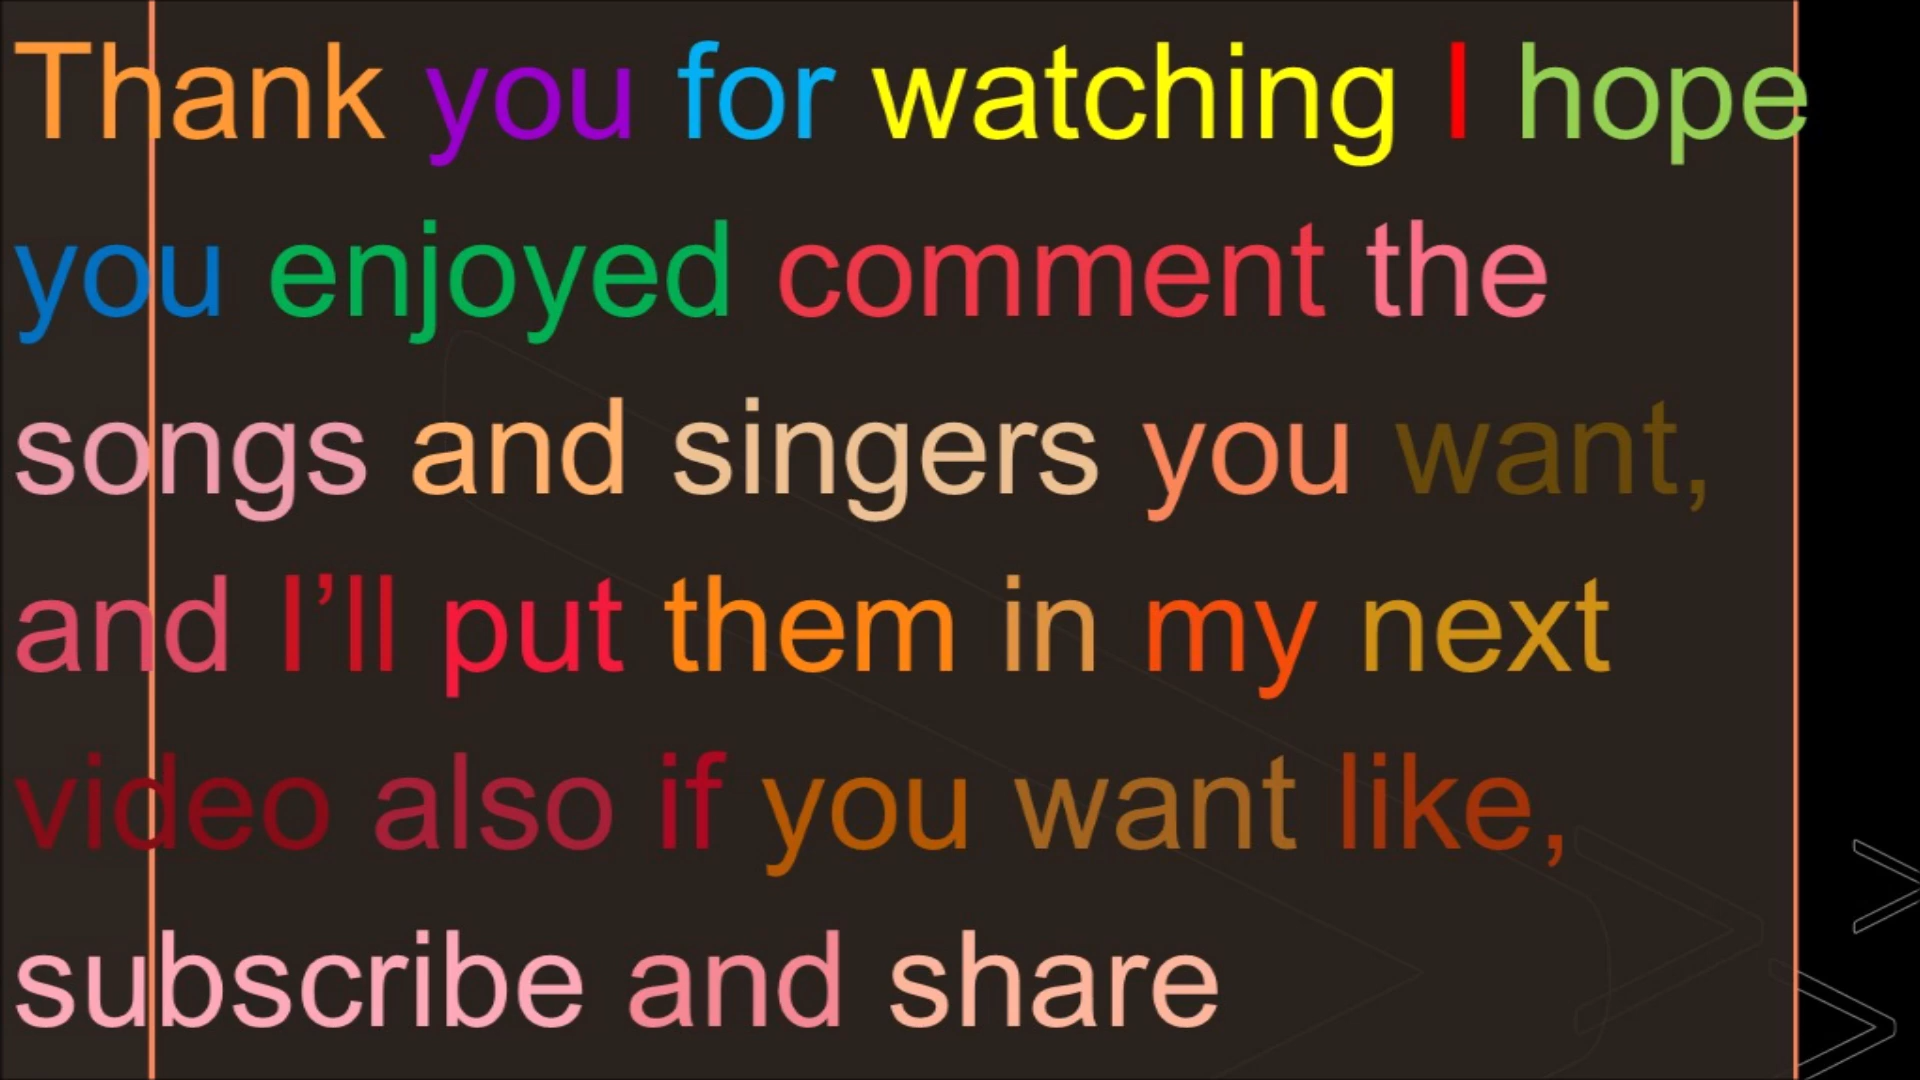 Thank you for watching I hope
you enjoyed comment the
songs and singers you want,
and I’ll put them in my next
video also if you want like,
subscribe and share